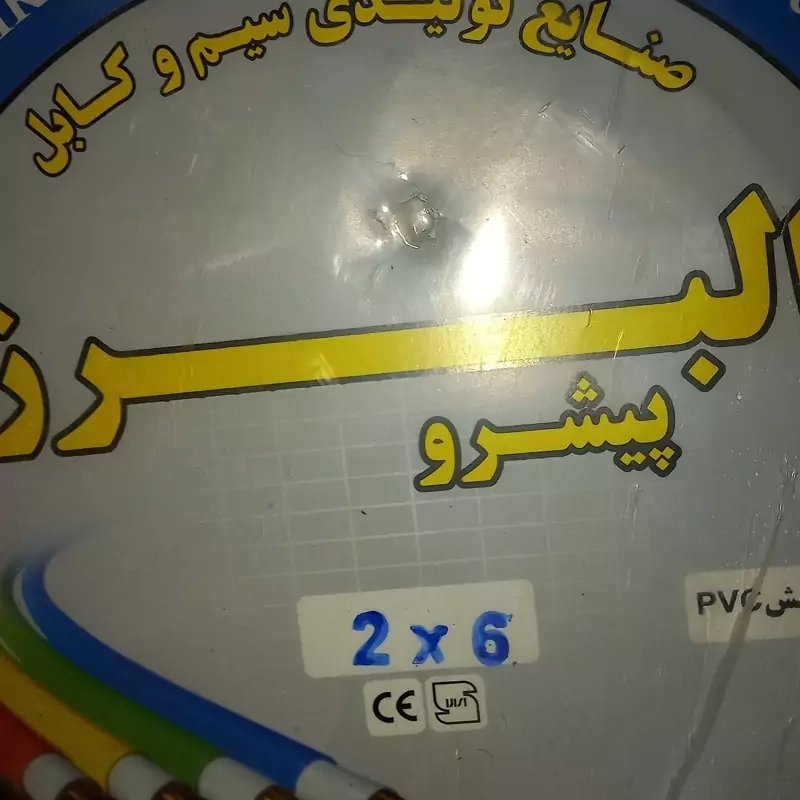 صنایع تولیدی سیم و کابل
البرز
پیشرو
PVC
2 x 6
CE